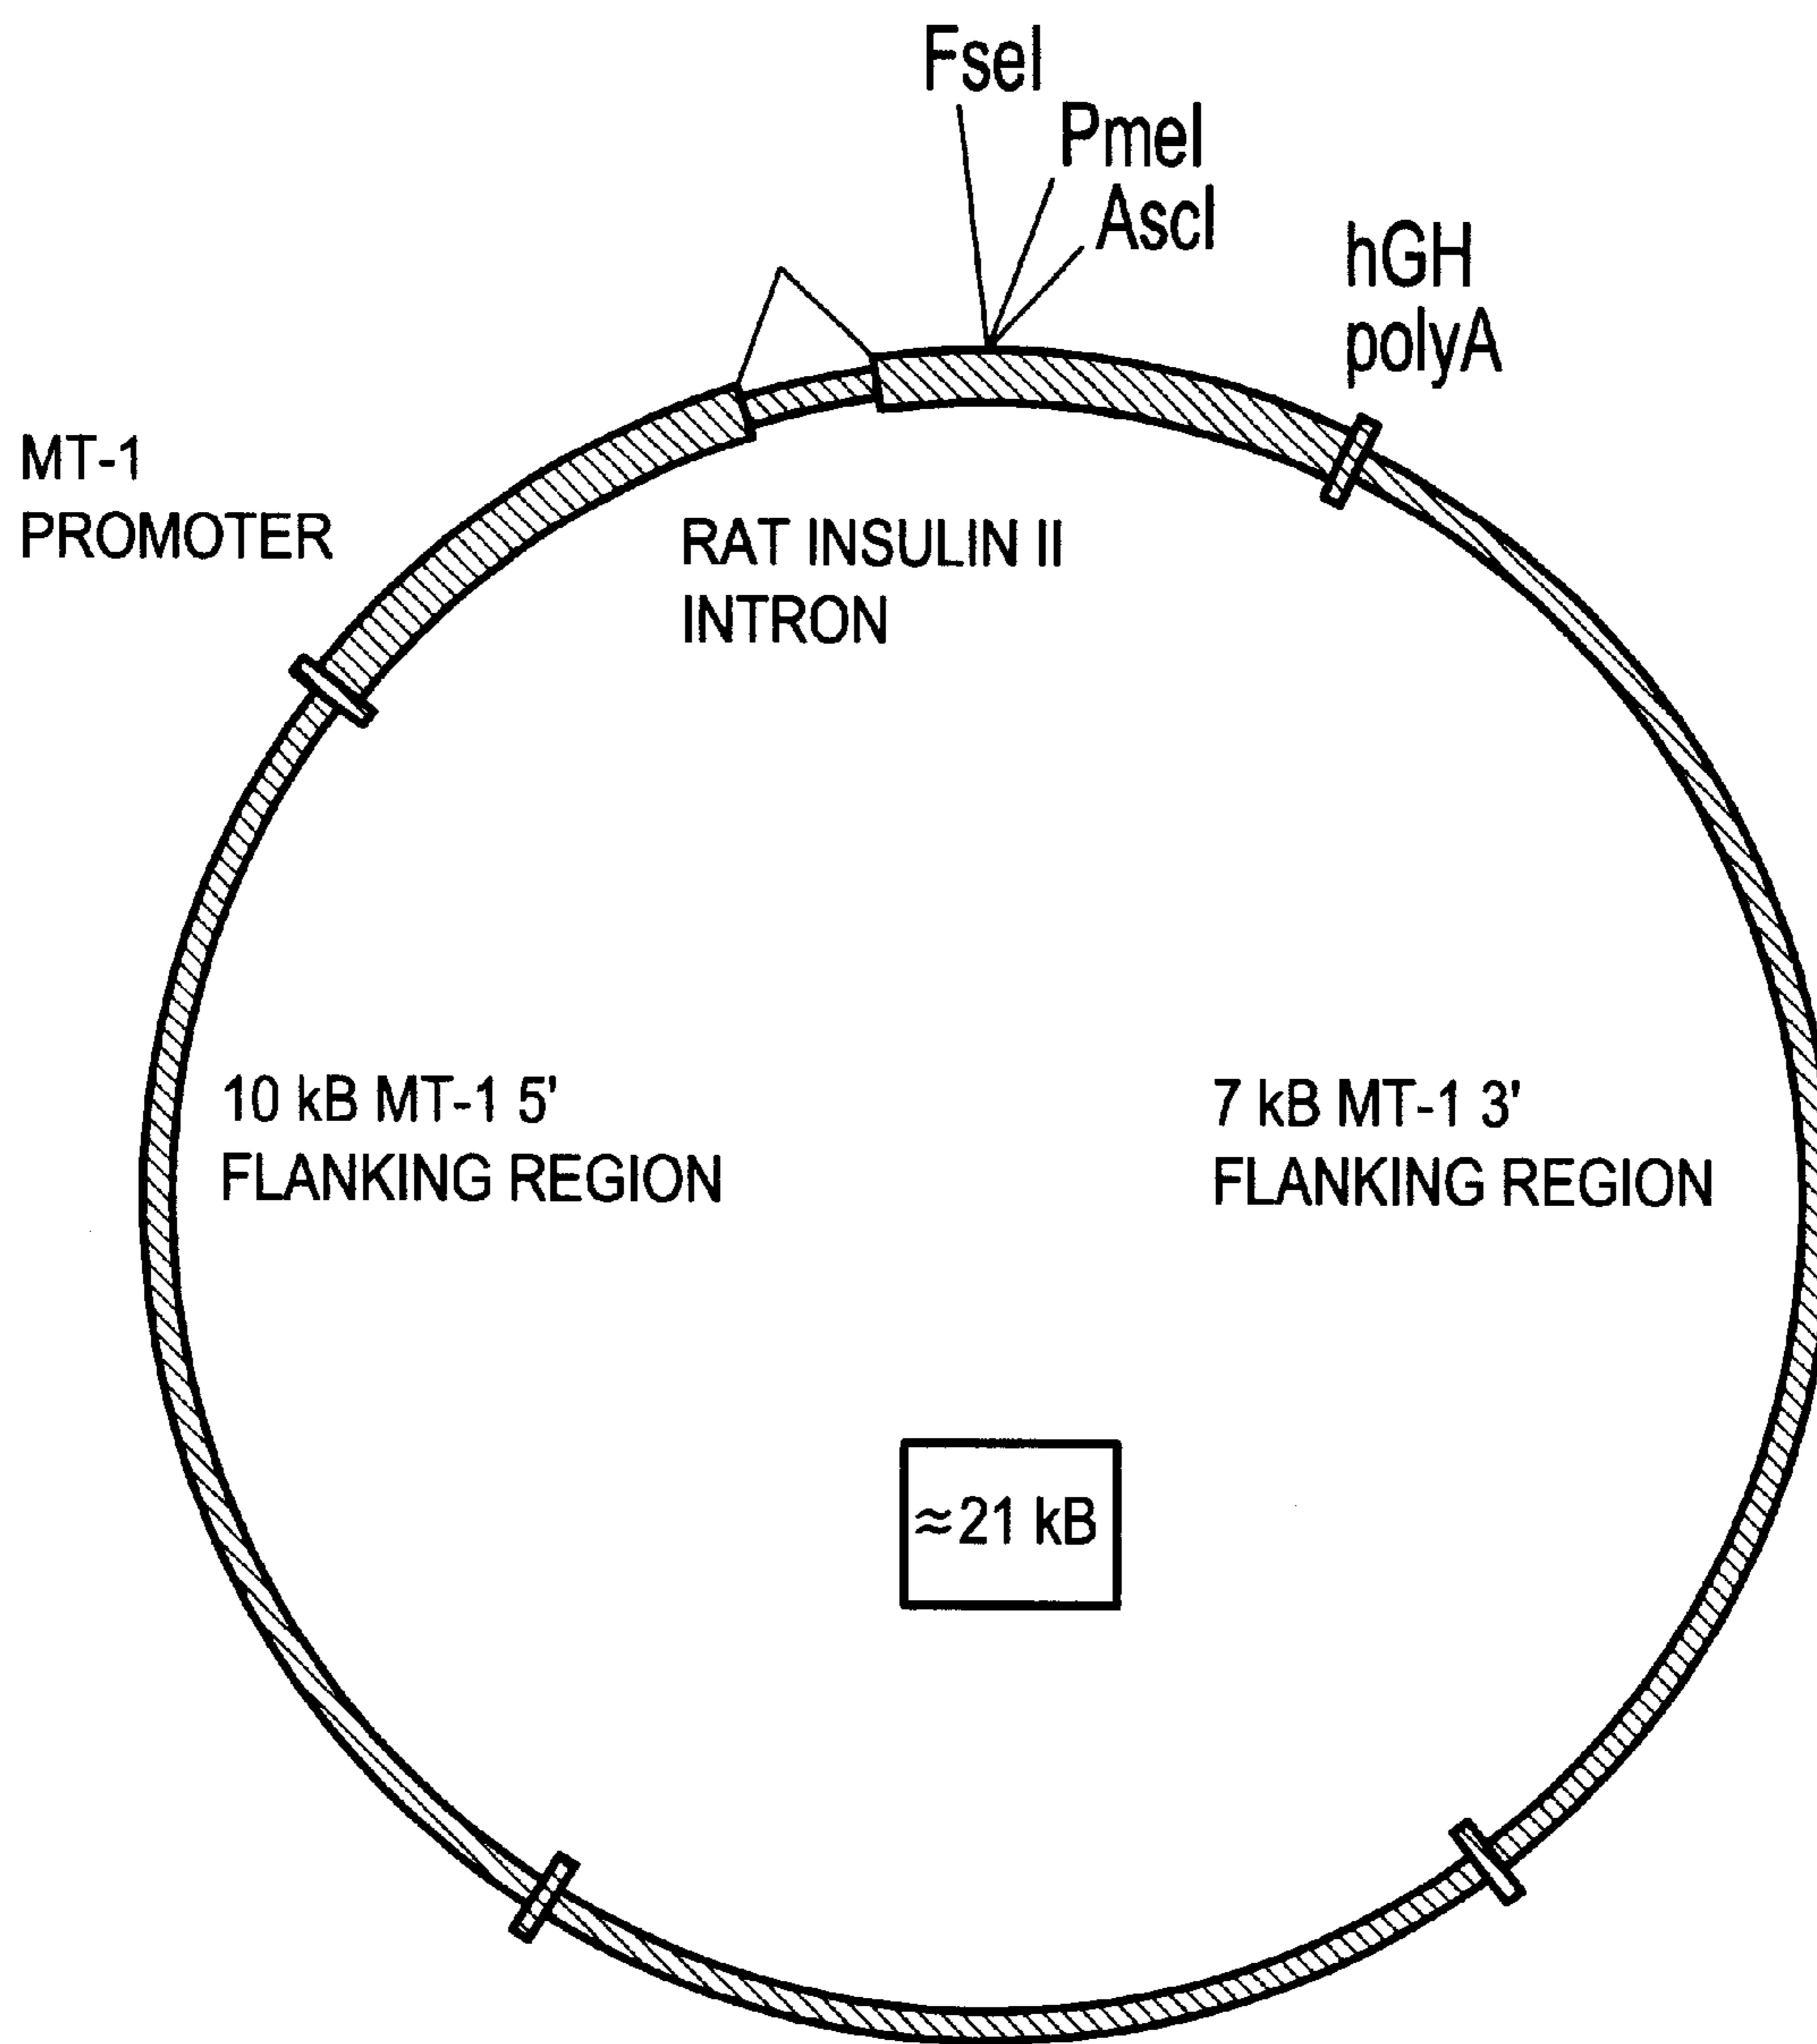 FseI
PmeI
AscI
hGH
polyA
MT-1
PROMOTER
RAT INSULIN II
INTRON
10 kB MT-1 5'
FLANKING REGION
7 kB MT-1 3'
FLANKING REGION
≈21 kB